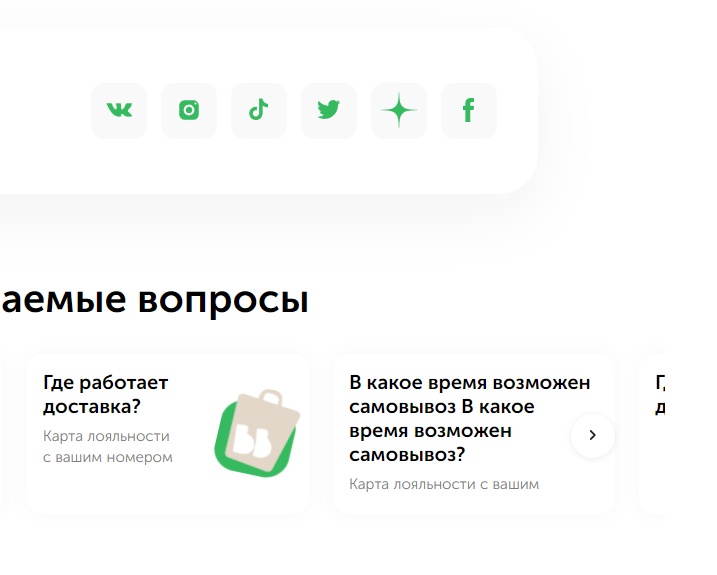 аемые вопросы
Где работает
доставка?
Карта лояльности
с вашим номером
В какое время возможен
самовывоз В какое
время возможен
самовывоз?
Карта лояльности с вашим